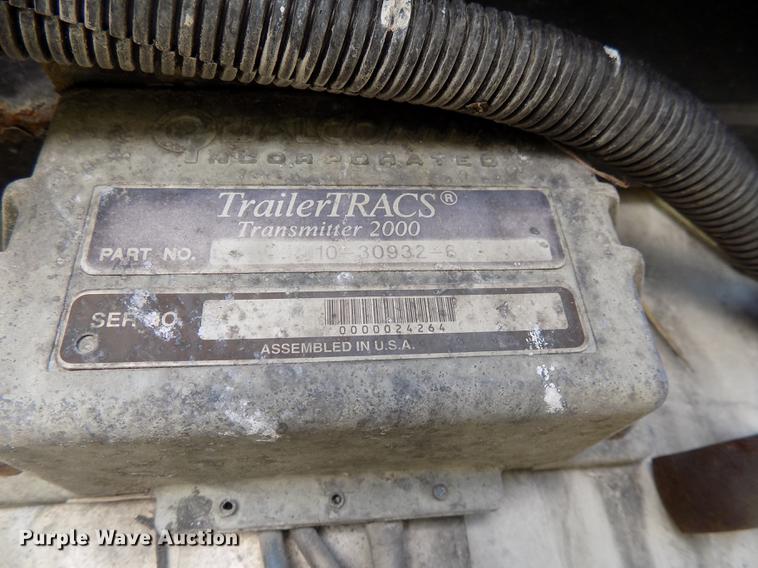 QUALCOMM
INCORPORATED
TrailerTRACS®
Transmitter 2000
PART NO. 10-30932-6
SER NO.
0000024264
ASSEMBLED IN U.S.A.
Purple Wave Auction